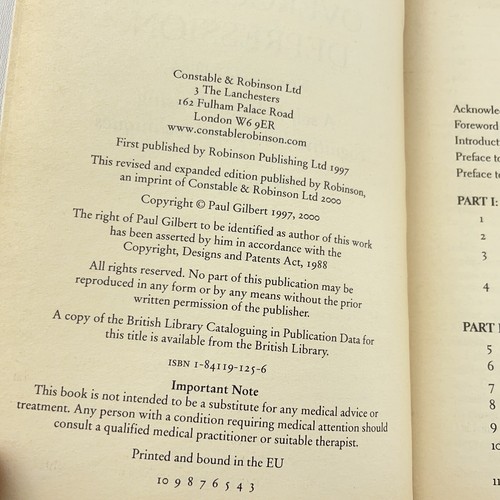 Constable & Robinson Ltd
3 The Lanchesters
162 Fulham Palace Road
London W6 9ER
www.constablerobinson.com
First published by Robinson Publishing Ltd 1997
This revised and expanded edition published by Robinson,
an imprint of Constable & Robinson Ltd 2000
Copyright © Paul Gilbert 1997, 2000
The right of Paul Gilbert to be identified as author of this work
has been asserted by him in accordance with the
Copyright, Designs and Patents Act, 1988
All rights reserved. No part of this publication may be
reproduced in any form or by any means without the prior
written permission of the publisher.
A copy of the British Library Cataloguing in Publication Data for
this title is available from the British Library.
ISBN 1-84119-125-6
Important Note
This book is not intended to be a substitute for any medical advice or
treatment. Any person with a condition requiring medical attention should
consult a qualified medical practitioner or suitable therapist.
Printed and bound in the EU
10 9 8 7 6 5 4 3
Acknowle
Foreword
Introduct
Preface to
Preface to
PART I:
1
2
3
4
PART I
5
6
7
8
9
10
11